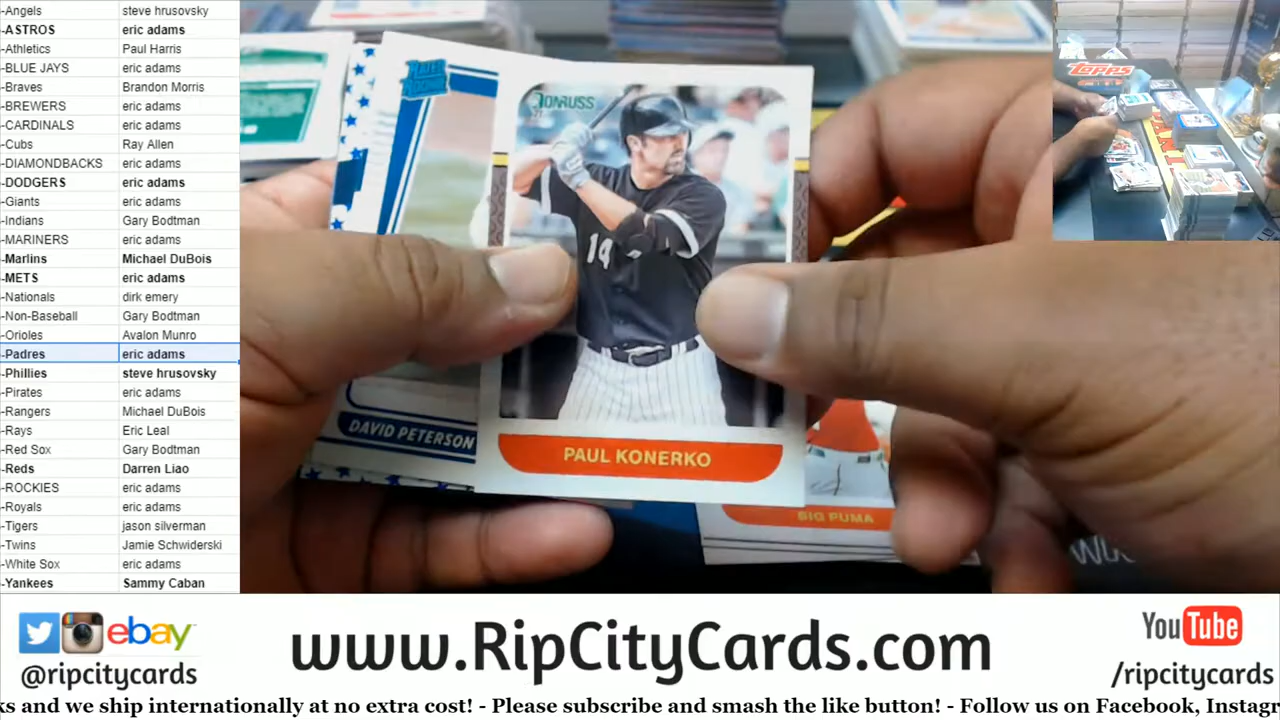 -Angels steve hrusovsky
-ASTROS eric adams
-Athletics Paul Harris
-BLUE JAYS eric adams
-Braves Brandon Morris
-BREWERS eric adams
-CARDINALS eric adams
-Cubs Ray Allen
-DIAMONDBACKS eric adams
-DODGERS eric adams
-Giants eric adams
-Indians Gary Bodtman
-MARINERS eric adams
-Marlins Michael DuBois
-METS eric adams
-Nationals dirk emery
-Non-Baseball Gary Bodtman
-Orioles Avalon Munro
-Padres eric adams
-Phillies steve hrusovsky
-Pirates eric adams
-Rangers Michael DuBois
-Rays Eric Leal
-Red Sox Gary Bodtman
-Reds Darren Liao
-ROCKIES eric adams
-Royals eric adams
-Tigers jason silverman
-Twins Jamie Schwiderski
-White Sox eric adams
-Yankees Sammy Caban
RATED
ROOKIE
DAVID PETERSON
DONRUSS
14
PAUL KONERKO
BIG PUMA
Topps
ebay
@ripcitycards
www.RipCityCards.com
YouTube
/ripcitycards
ks and we ship internationally at no extra cost! - Please subscribe and smash the like button! - Follow us on Facebook, Instagr